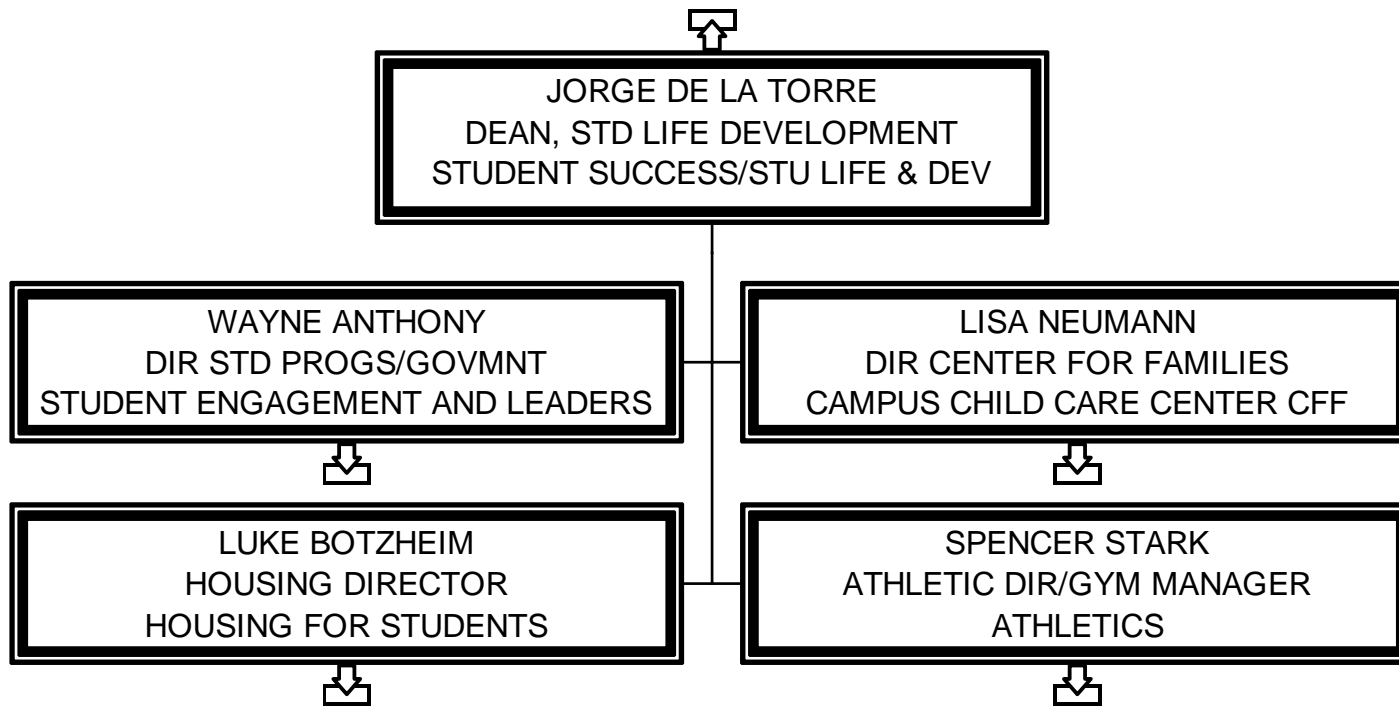 JORGE DE LA TORRE
DEAN, STD LIFE DEVELOPMENT
STUDENT SUCCESS/STU LIFE & DEV
WAYNE ANTHONY
DIR STD PROGS/GOVMNT
STUDENT ENGAGEMENT AND LEADERS
LISA NEUMANN
DIR CENTER FOR FAMILIES
CAMPUS CHILD CARE CENTER CFF
LUKE BOTZHEIM
HOUSING DIRECTOR
HOUSING FOR STUDENTS
SPENCER STARK
ATHLETIC DIR/GYM MANAGER
ATHLETICS